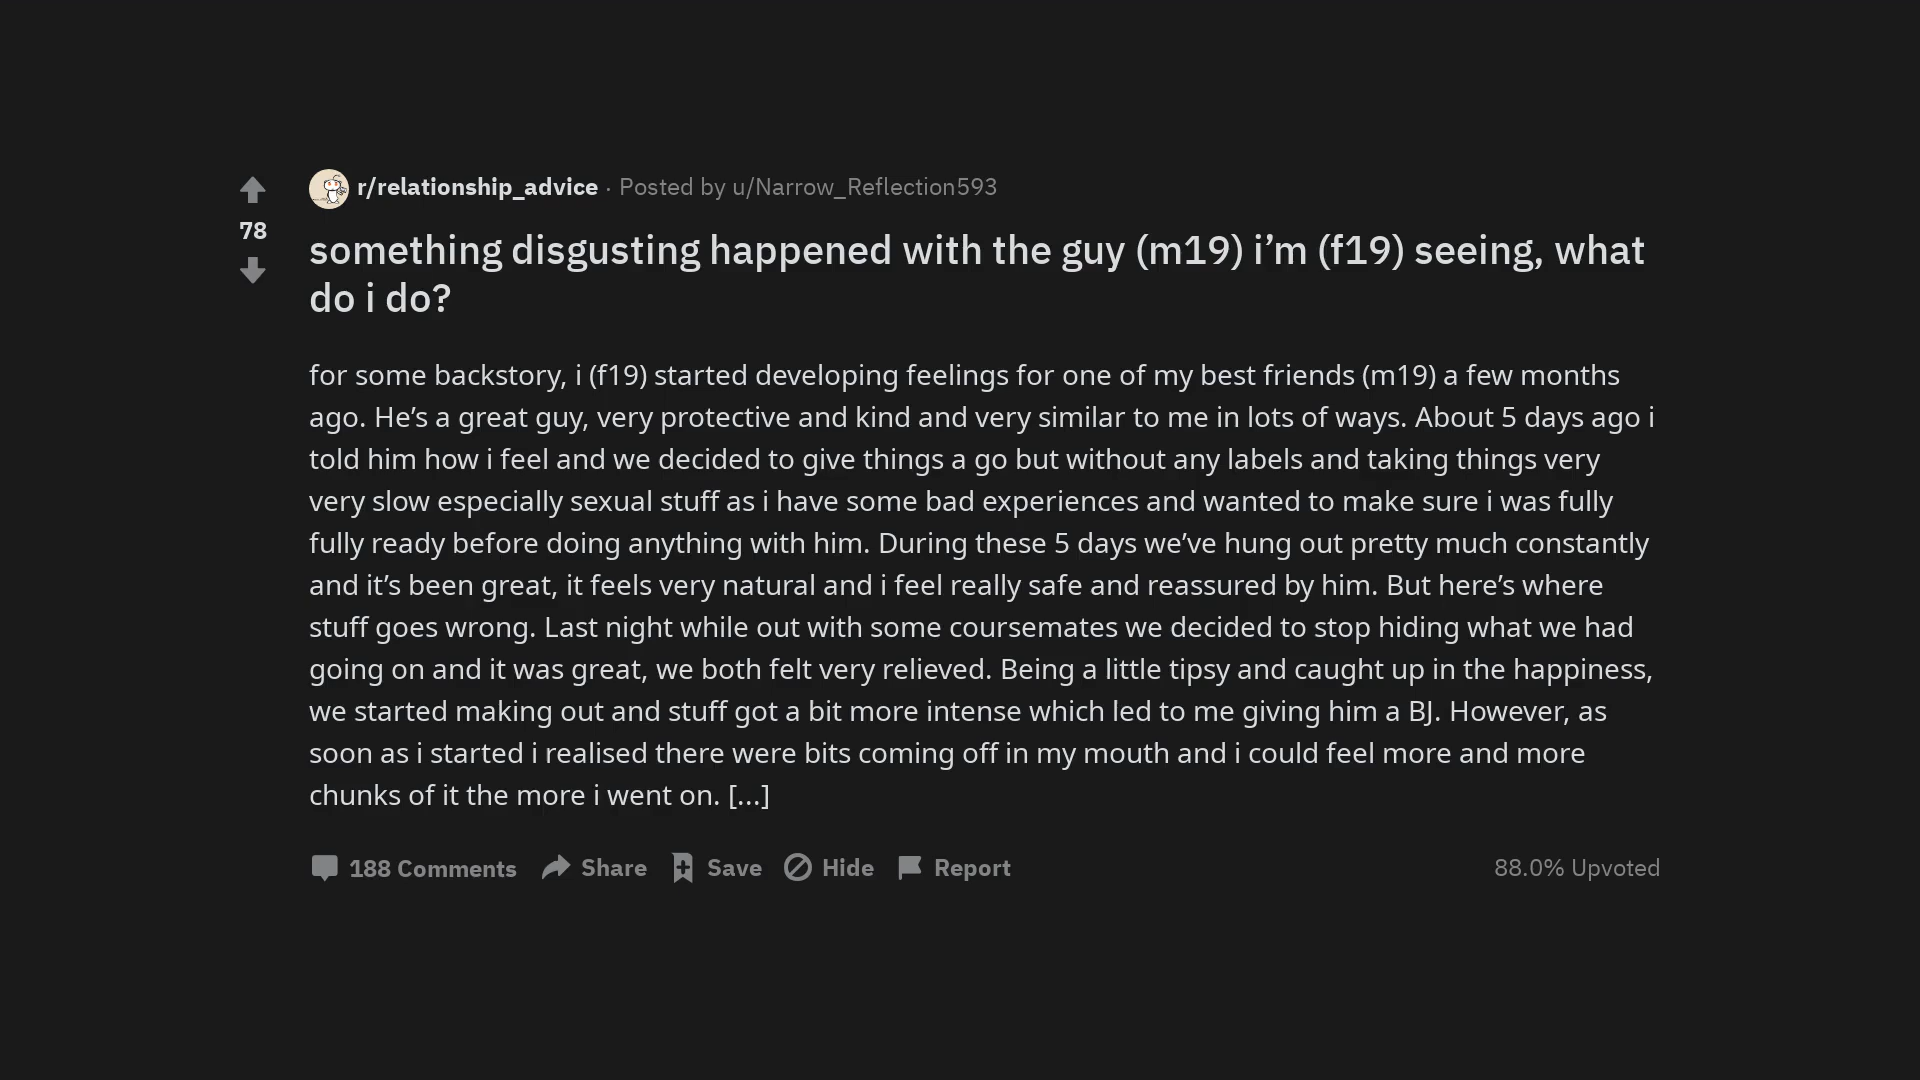 r/relationship_advice · Posted by u/Narrow_Reflection593
78
something disgusting happened with the guy (m19) i’m (f19) seeing, what
do i do?
for some backstory, i (f19) started developing feelings for one of my best friends (m19) a few months
ago. He’s a great guy, very protective and kind and very similar to me in lots of ways. About 5 days ago i
told him how i feel and we decided to give things a go but without any labels and taking things very
very slow especially sexual stuff as i have some bad experiences and wanted to make sure i was fully
fully ready before doing anything with him. During these 5 days we’ve hung out pretty much constantly
and it’s been great, it feels very natural and i feel really safe and reassured by him. But here’s where
stuff goes wrong. Last night while out with some coursemates we decided to stop hiding what we had
going on and it was great, we both felt very relieved. Being a little tipsy and caught up in the happiness,
we started making out and stuff got a bit more intense which led to me giving him a BJ. However, as
soon as i started i realised there were bits coming off in my mouth and i could feel more and more
chunks of it the more i went on. [...]
188 Comments Share Save Hide Report 88.0% Upvoted